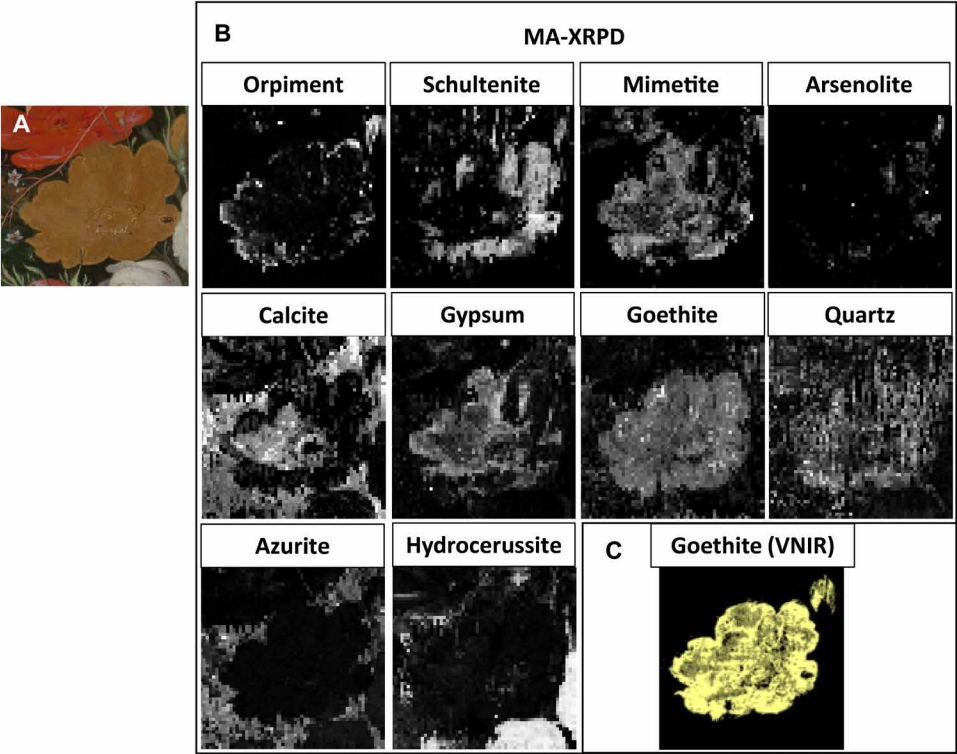 A
B
MA-XRPD
Orpiment
Schultenite
Mimetite
Arsenolite
Calcite
Gypsum
Goethite
Quartz
Azurite
Hydrocerussite
C
Goethite (VNIR)